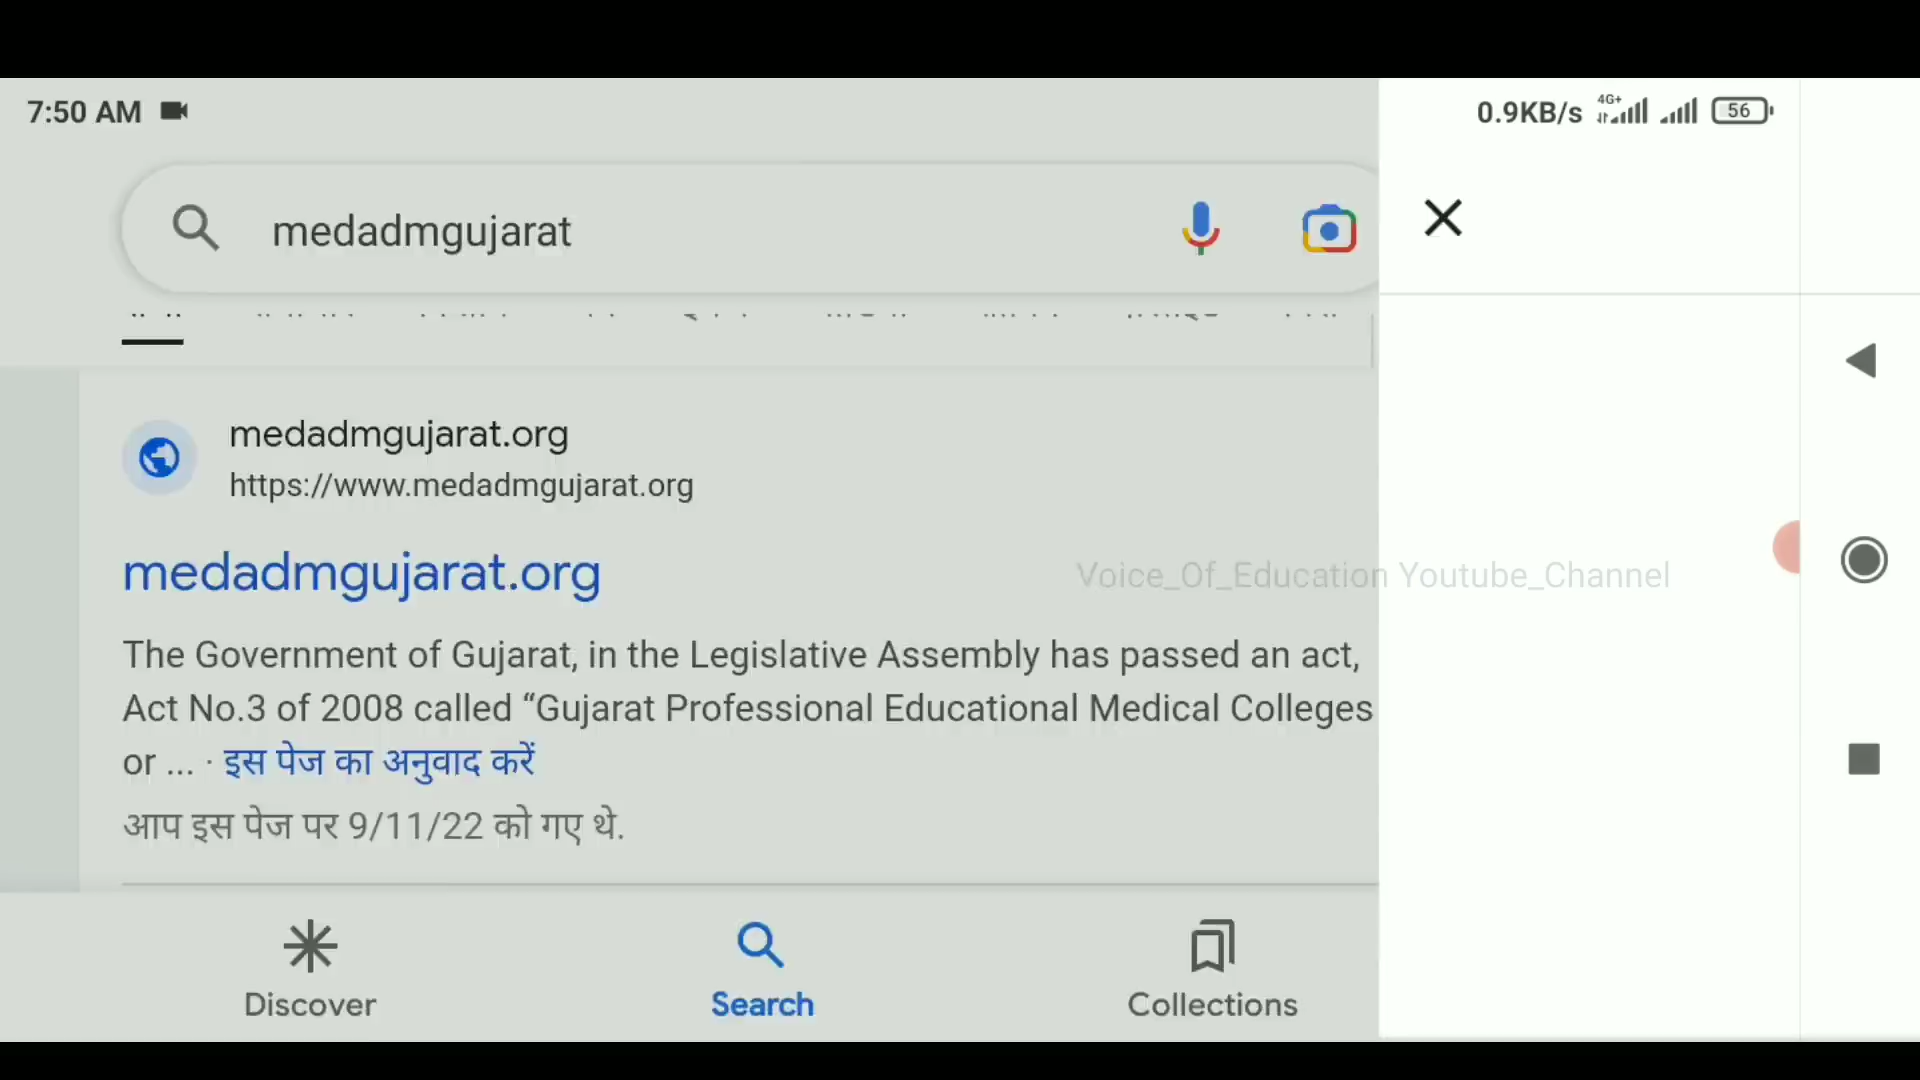 7:50 AM
0.9KB/s 4G+ 56
medadmgujarat
medadmgujarat.org
https://www.medadmgujarat.org
medadmgujarat.org
Voice_Of_Education Youtube_Channel
The Government of Gujarat, in the Legislative Assembly has passed an act,
Act No.3 of 2008 called “Gujarat Professional Educational Medical Colleges
or ... · इस पेज का अनुवाद करें
आप इस पेज पर 9/11/22 को गए थे.
Discover
Search
Collections